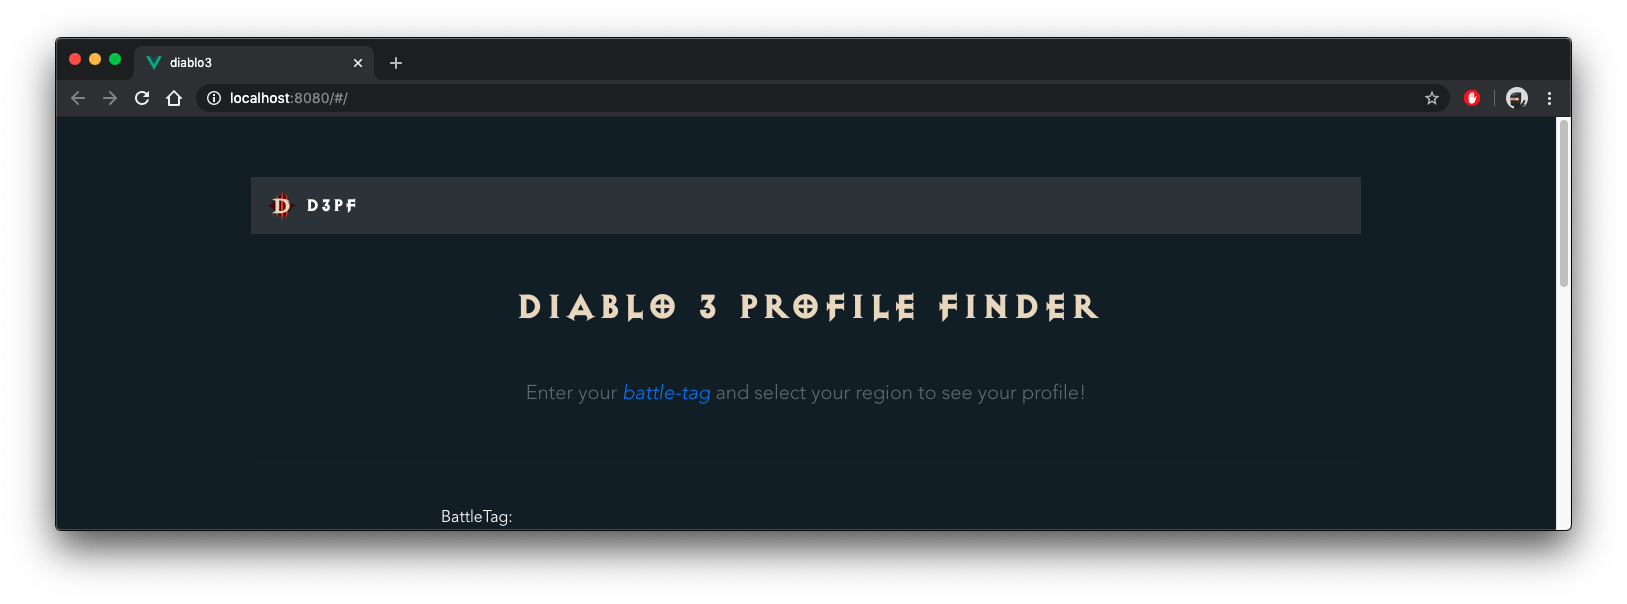 diablo3
localhost:8080/#/
D D3PF
DIABLO 3 PROFILE FINDER
Enter your battle-tag and select your region to see your profile!
BattleTag: